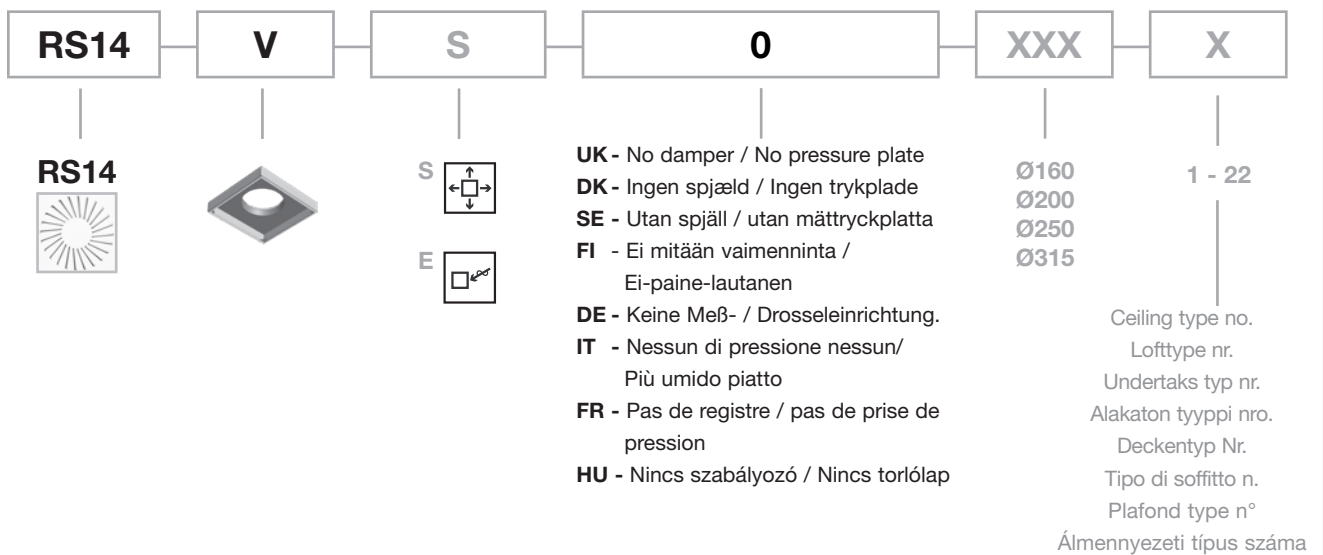 RS14 V S 0 XXX X
RS14
S
E
UK - No damper / No pressure plate
DK - Ingen spjæld / Ingen trykplade
SE - Utan spjäll / utan mättryckplatta
FI - Ei mitään vaimenninta /
Ei-paine-lautanen
DE - Keine Meß- / Drosseleinrichtung.
IT - Nessun di pressione nessun/
Più umido piatto
FR - Pas de registre / pas de prise de
pression
HU - Nincs szabályozó / Nincs torlólap
Ø160
Ø200
Ø250
Ø315
1 - 22
Ceiling type no.
Lofttype nr.
Undertaks typ nr.
Alakaton tyyppi nro.
Deckentyp Nr.
Tipo di soffitto n.
Plafond type n°
Álmennyezeti típus száma